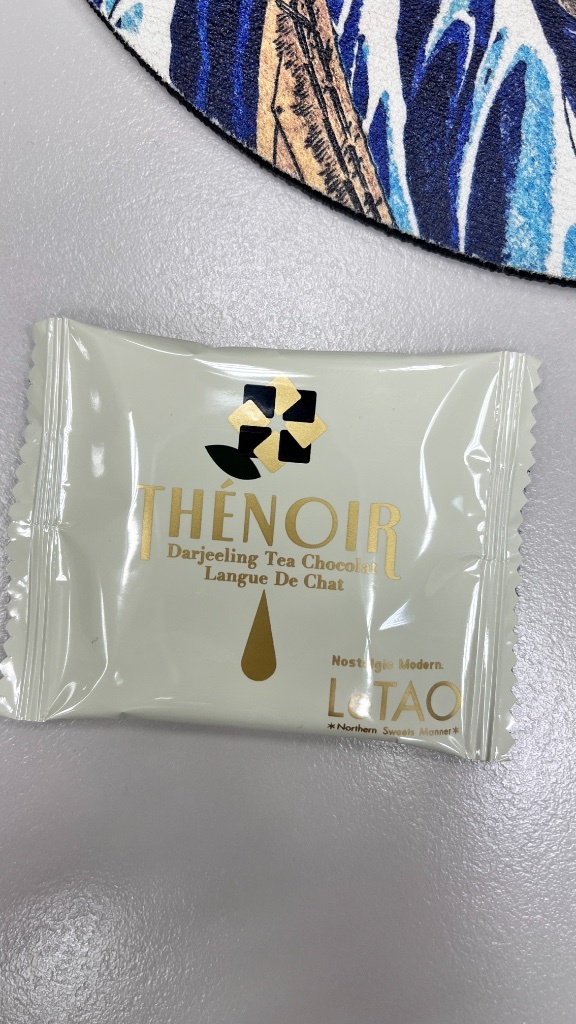 THÉNOIR
Darjeeling Tea Chocolat
Langue De Chat
Nostalgic Modern.
LeTAO
*Northern Sweets Manner*